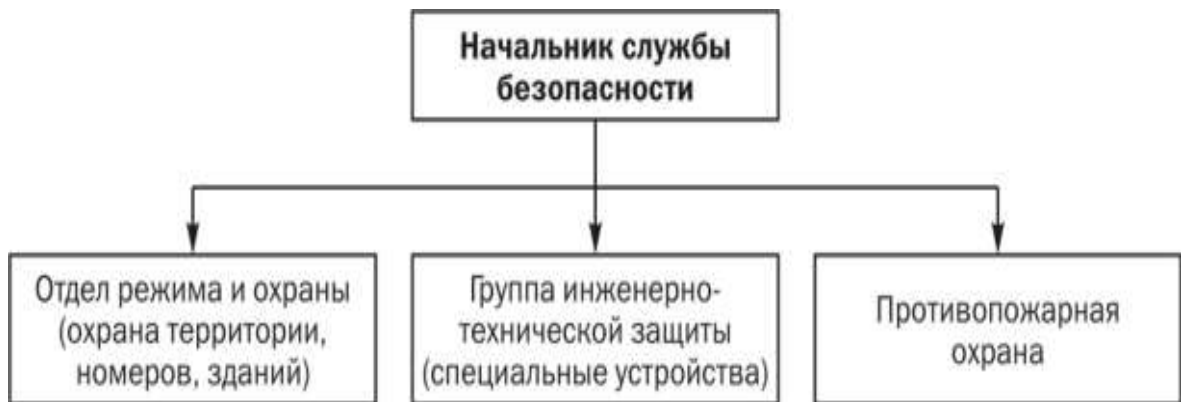 Начальник службы
безопасности
Отдел режима и охраны
(охрана территории,
номеров, зданий)
Группа инженерно-
технической защиты
(специальные устройства)
Противопожарная
охрана